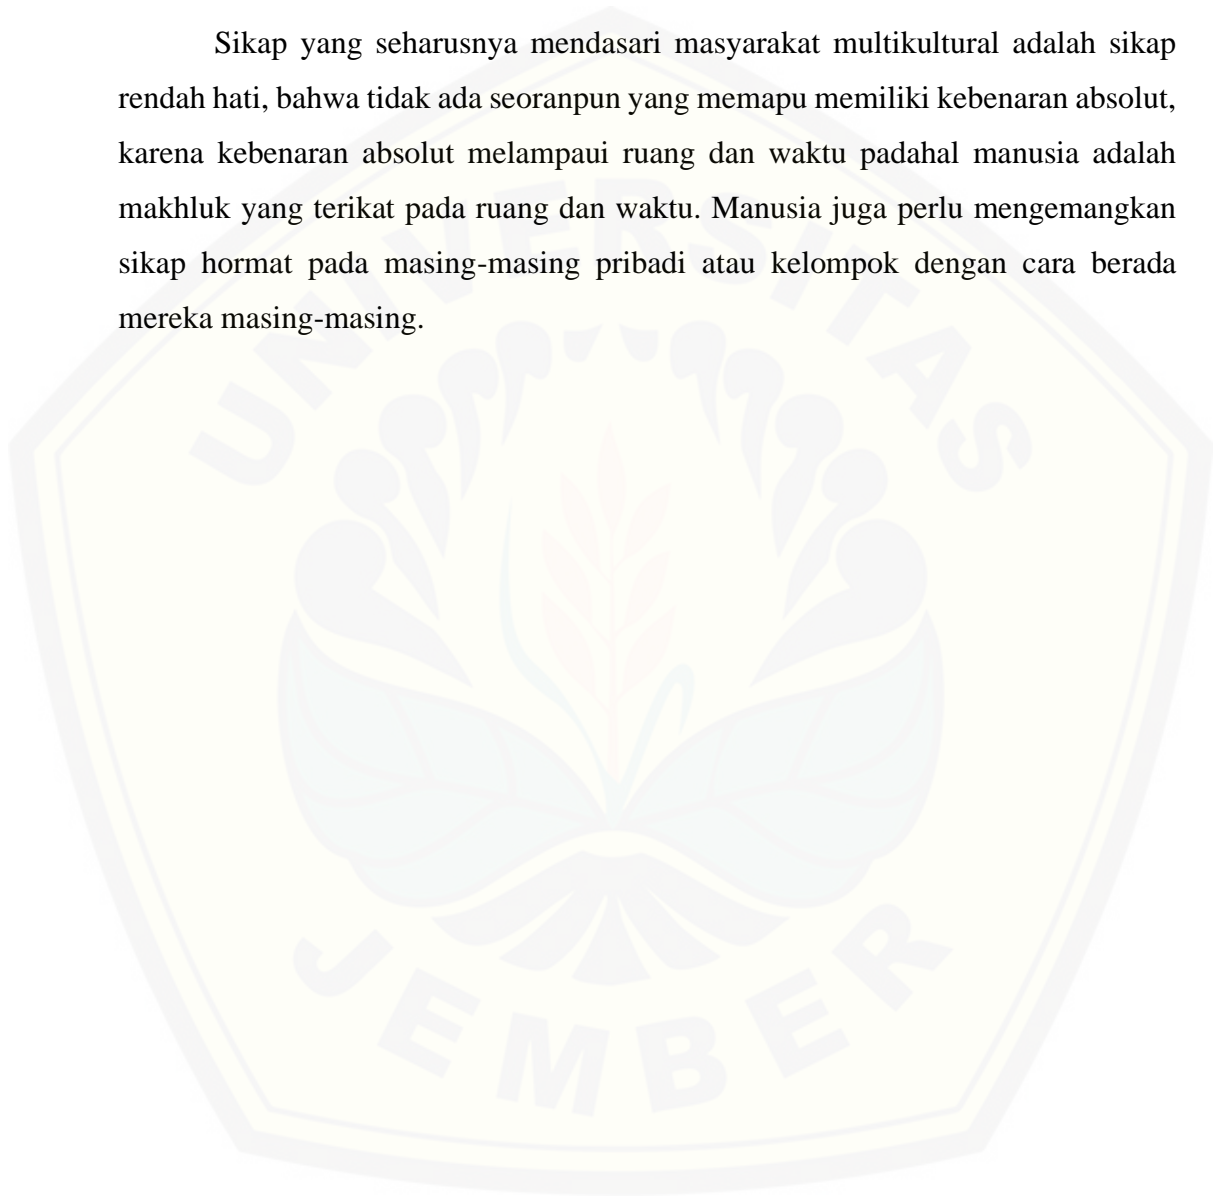 Sikap yang seharusnya mendasari masyarakat multikultural adalah sikap
rendah hati, bahwa tidak ada seoranpun yang memapu memiliki kebenaran absolut,
karena kebenaran absolut melampaui ruang dan waktu padahal manusia adalah
makhluk yang terikat pada ruang dan waktu. Manusia juga perlu mengemangkan
sikap hormat pada masing-masing pribadi atau kelompok dengan cara berada
mereka masing-masing.
UNIVERSITAS
JEMBER